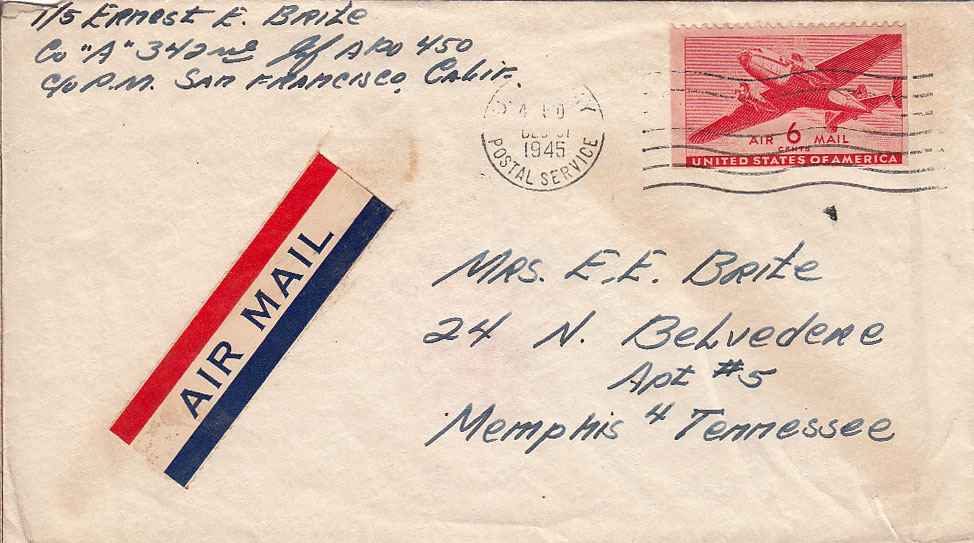 T/5 Ernest E. Brite
Co "A" 342nd Inf APO 450
c/o P.M. San Francisco, Calif.
1945
POSTAL SERVICE
AIR 6 MAIL
CENTS
UNITED STATES OF AMERICA
AIR MAIL
Mrs. E. E. Brite
24 N. Belvedere
Apt #5
Memphis 4 Tennessee